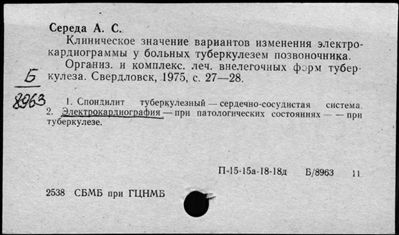 Середа А. С.
Клиническое значение вариантов изменения электро-
кардиограммы у больных туберкулезом позвоночника.
Организ. и комплекс. леч. внелегочных форм тубер-
кулеза. Свердловск, 1975, с. 27—28.
Б
8963
1. Спондилит туберкулезный — сердечно-сосудистая система.
2. Электрокардиография — при патологических состояниях — — при
туберкулезе.
П-15-15а-18-18д Б/8963 11
2538 СБМБ при ГЦНМБ